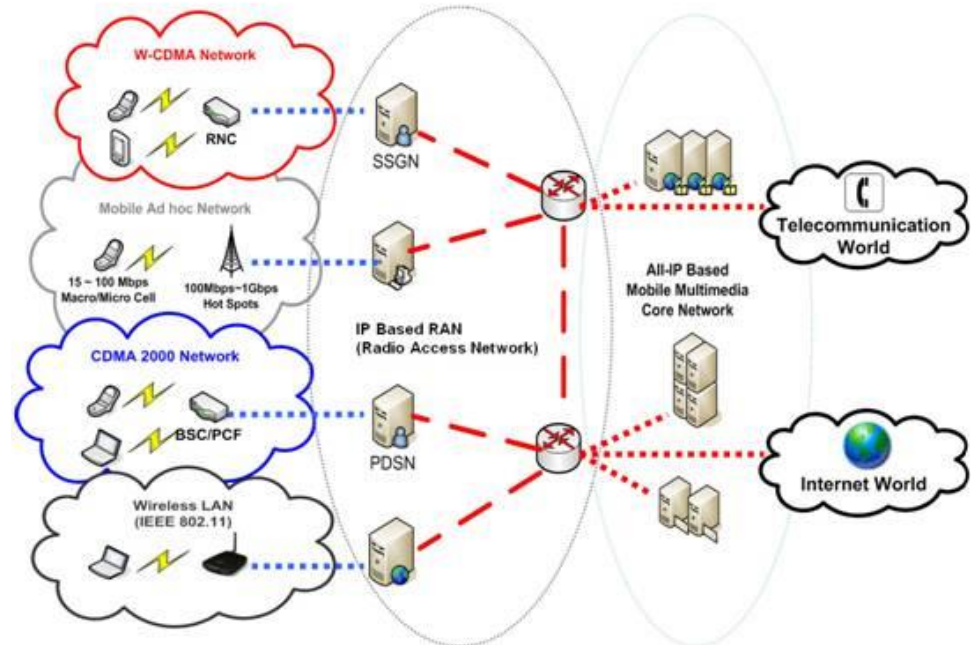 W-CDMA Network
RNC
SSGN
Mobile Ad hoc Network
15 ~ 100 Mbps
Macro/Micro Cell
100Mbps~1Gbps
Hot Spots
IP Based RAN
(Radio Access Network)
CDMA 2000 Network
BSC/PCF
PDSN
Wireless LAN
(IEEE 802.11)
All-IP Based
Mobile Multimedia
Core Network
Telecommunication
World
Internet World